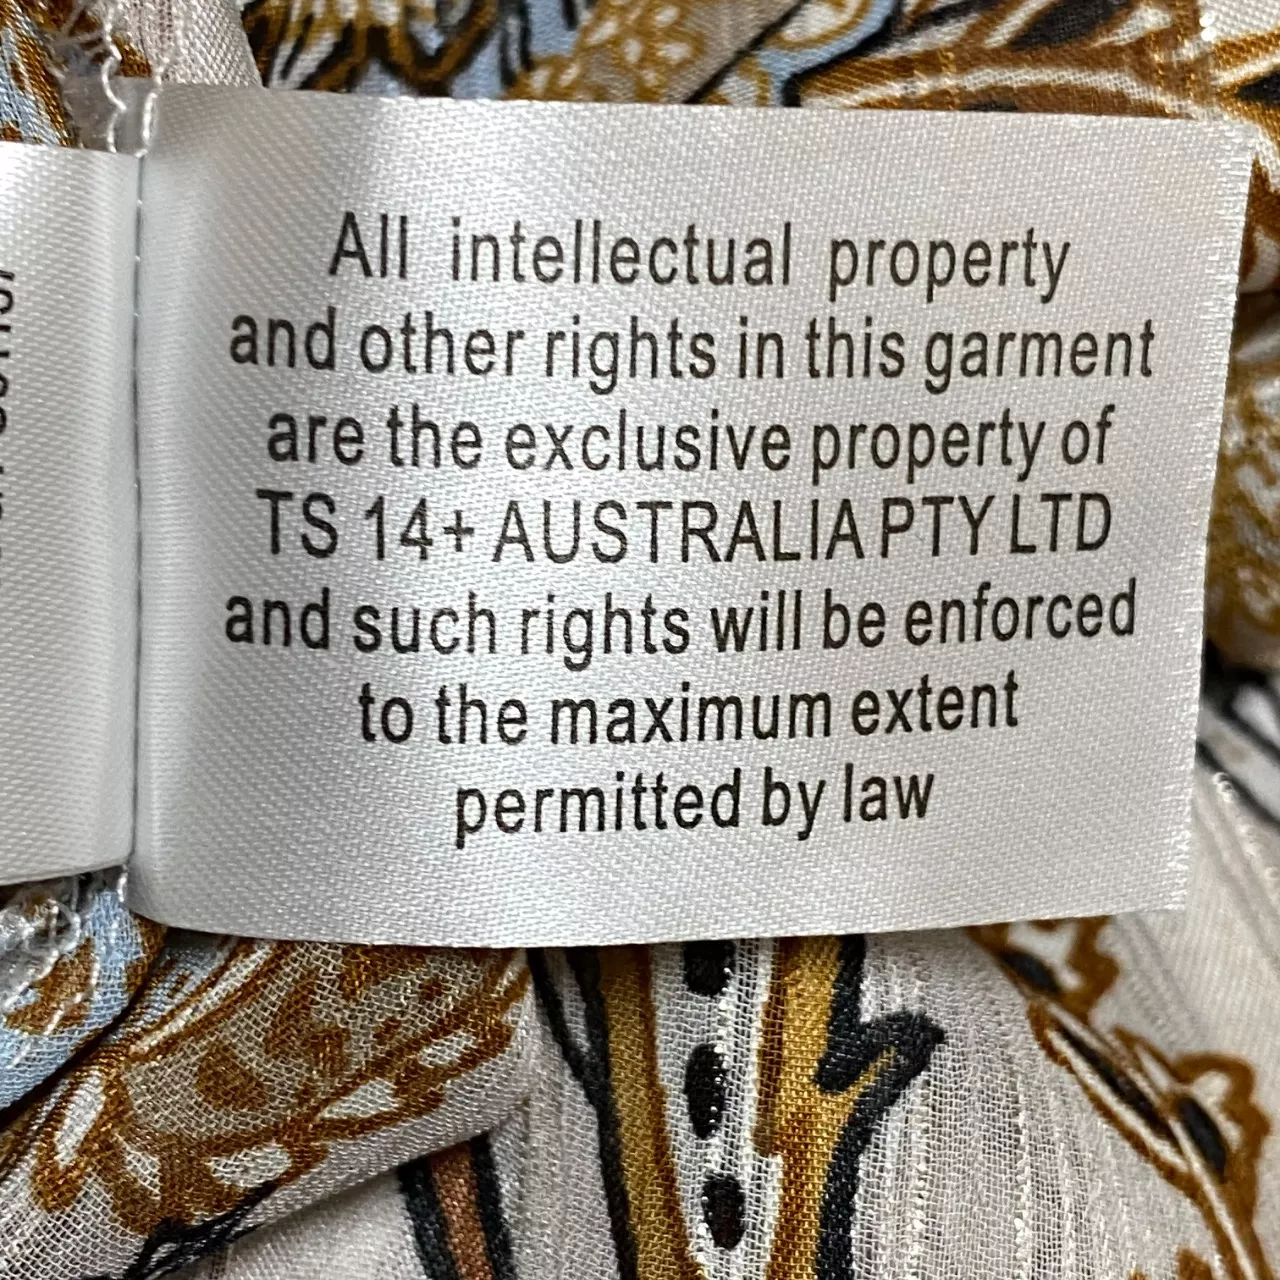 All intellectual property
and other rights in this garment
are the exclusive property of
TS 14+ AUSTRALIA PTY LTD
and such rights will be enforced
to the maximum extent
permitted by law